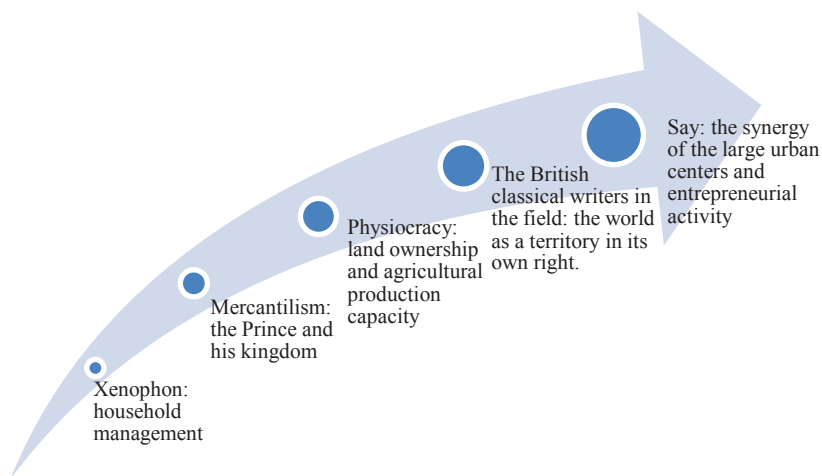 Xenophon:
household
management
Mercantilism:
the Prince and
his kingdom
Physiocracy:
land ownership
and agricultural
production
capacity
The British
classical writers in
the field: the world
as a territory in its
own right.
Say: the synergy
of the large urban
centers and
entrepreneurial
activity